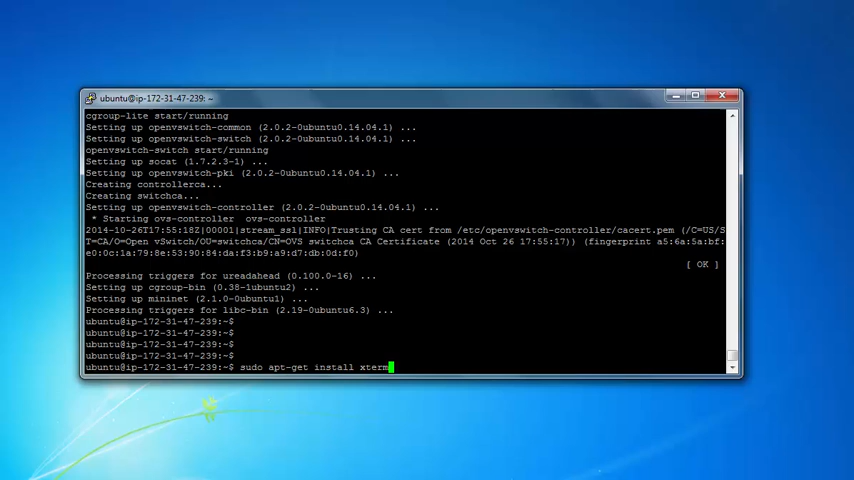 ubuntu@ip-172-31-47-239: ~
cgroup-lite start/running
Setting up openvswitch-common (2.0.2-0ubuntu0.14.04.1) ...
Setting up openvswitch-switch (2.0.2-0ubuntu0.14.04.1) ...
openvswitch-switch start/running
Setting up socat (1.7.2.3-1) ...
Setting up openvswitch-pki (2.0.2-0ubuntu0.14.04.1) ...
Creating controllerca...
Creating switchca...
Setting up openvswitch-controller (2.0.2-0ubuntu0.14.04.1) ...
 * Starting ovs-controller  ovs-controller
2014-10-26T17:55:18Z|00001|stream_ssl|INFO|Trusting CA cert from /etc/openvswitch-controller/cacert.pem (/C=US/S
T=CA/O=Open vSwitch/OU=switchca/CN=OVS switchca CA Certificate (2014 Oct 26 17:55:17)) (fingerprint a5:6a:5a:bf:
e0:0c:1a:79:8e:53:90:84:da:f3:b9:a9:d7:db:0d:f0)
[ OK ]
Processing triggers for ureadahead (0.100.0-16) ...
Setting up cgroup-bin (0.38-1ubuntu2) ...
Setting up mininet (2.1.0-0ubuntu1) ...
Processing triggers for libc-bin (2.19-0ubuntu6.3) ...
ubuntu@ip-172-31-47-239:~$
ubuntu@ip-172-31-47-239:~$
ubuntu@ip-172-31-47-239:~$
ubuntu@ip-172-31-47-239:~$
ubuntu@ip-172-31-47-239:~$ sudo apt-get install xterm